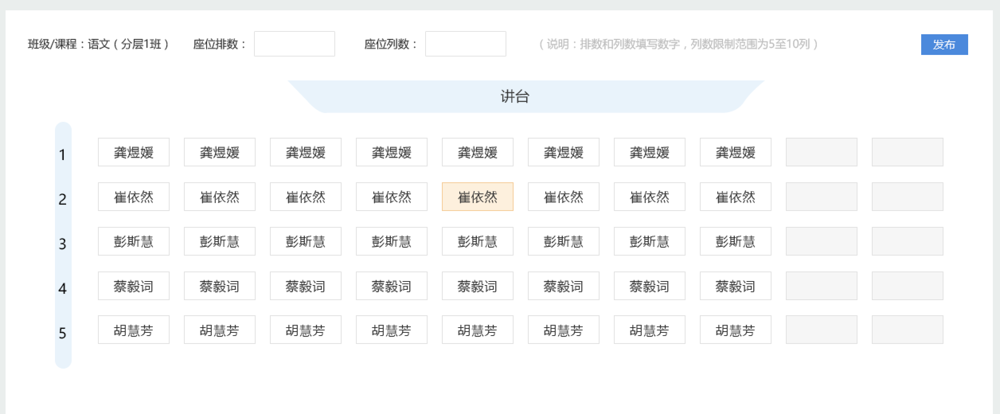 班级/课程：语文（分层1班） 座位排数： 座位列数： （说明：排数和列数填写数字，列数限制范围为5至10列） 发布
讲台
1 龚煜媛 龚煜媛 龚煜媛 龚煜媛 龚煜媛 龚煜媛 龚煜媛 龚煜媛
2 崔依然 崔依然 崔依然 崔依然 崔依然 崔依然 崔依然 崔依然
3 彭斯慧 彭斯慧 彭斯慧 彭斯慧 彭斯慧 彭斯慧 彭斯慧 彭斯慧
4 蔡毅词 蔡毅词 蔡毅词 蔡毅词 蔡毅词 蔡毅词 蔡毅词 蔡毅词
5 胡慧芳 胡慧芳 胡慧芳 胡慧芳 胡慧芳 胡慧芳 胡慧芳 胡慧芳